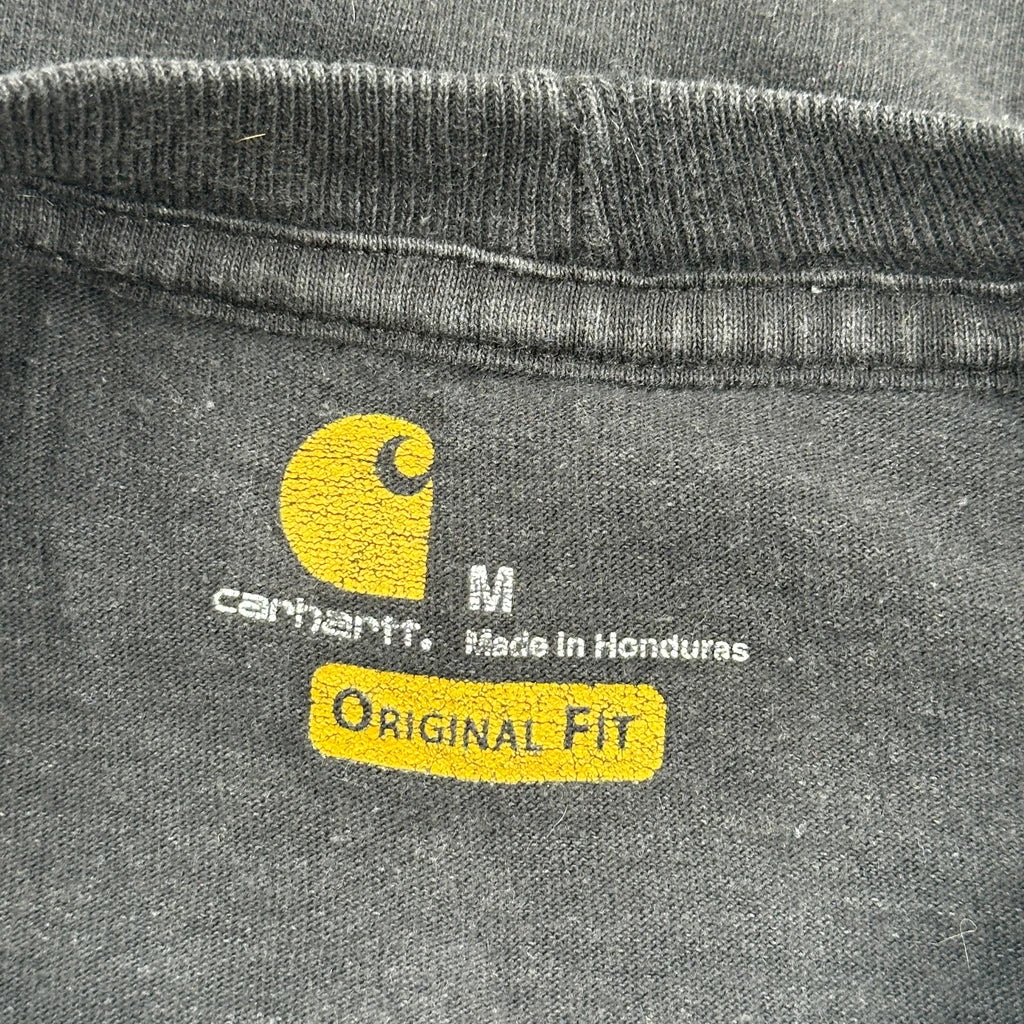 M
carhartt.
Made in Honduras
ORIGINAL FIT